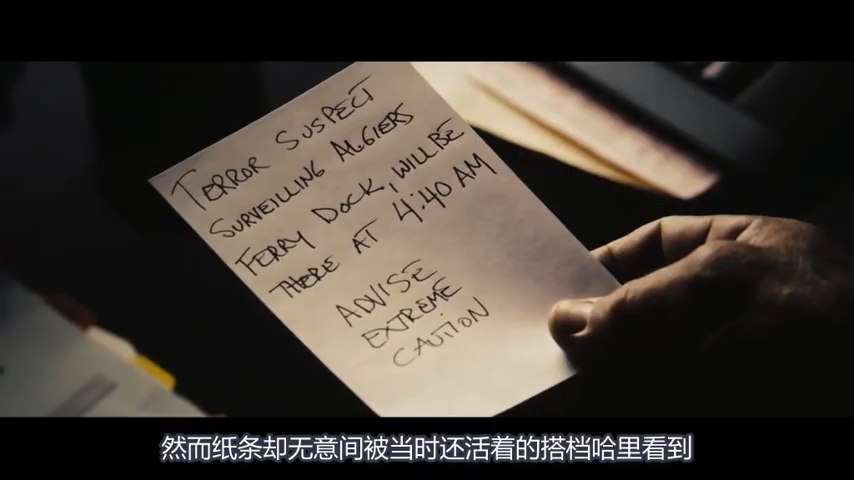 TERROR SUSPECT
SURVEILLING ALGIERS
FERRY DOCK, WILL BE
THERE AT 4:40 AM
ADVISE
EXTREME
CAUTION
然而纸条却无意间被当时还活着的搭档哈里看到